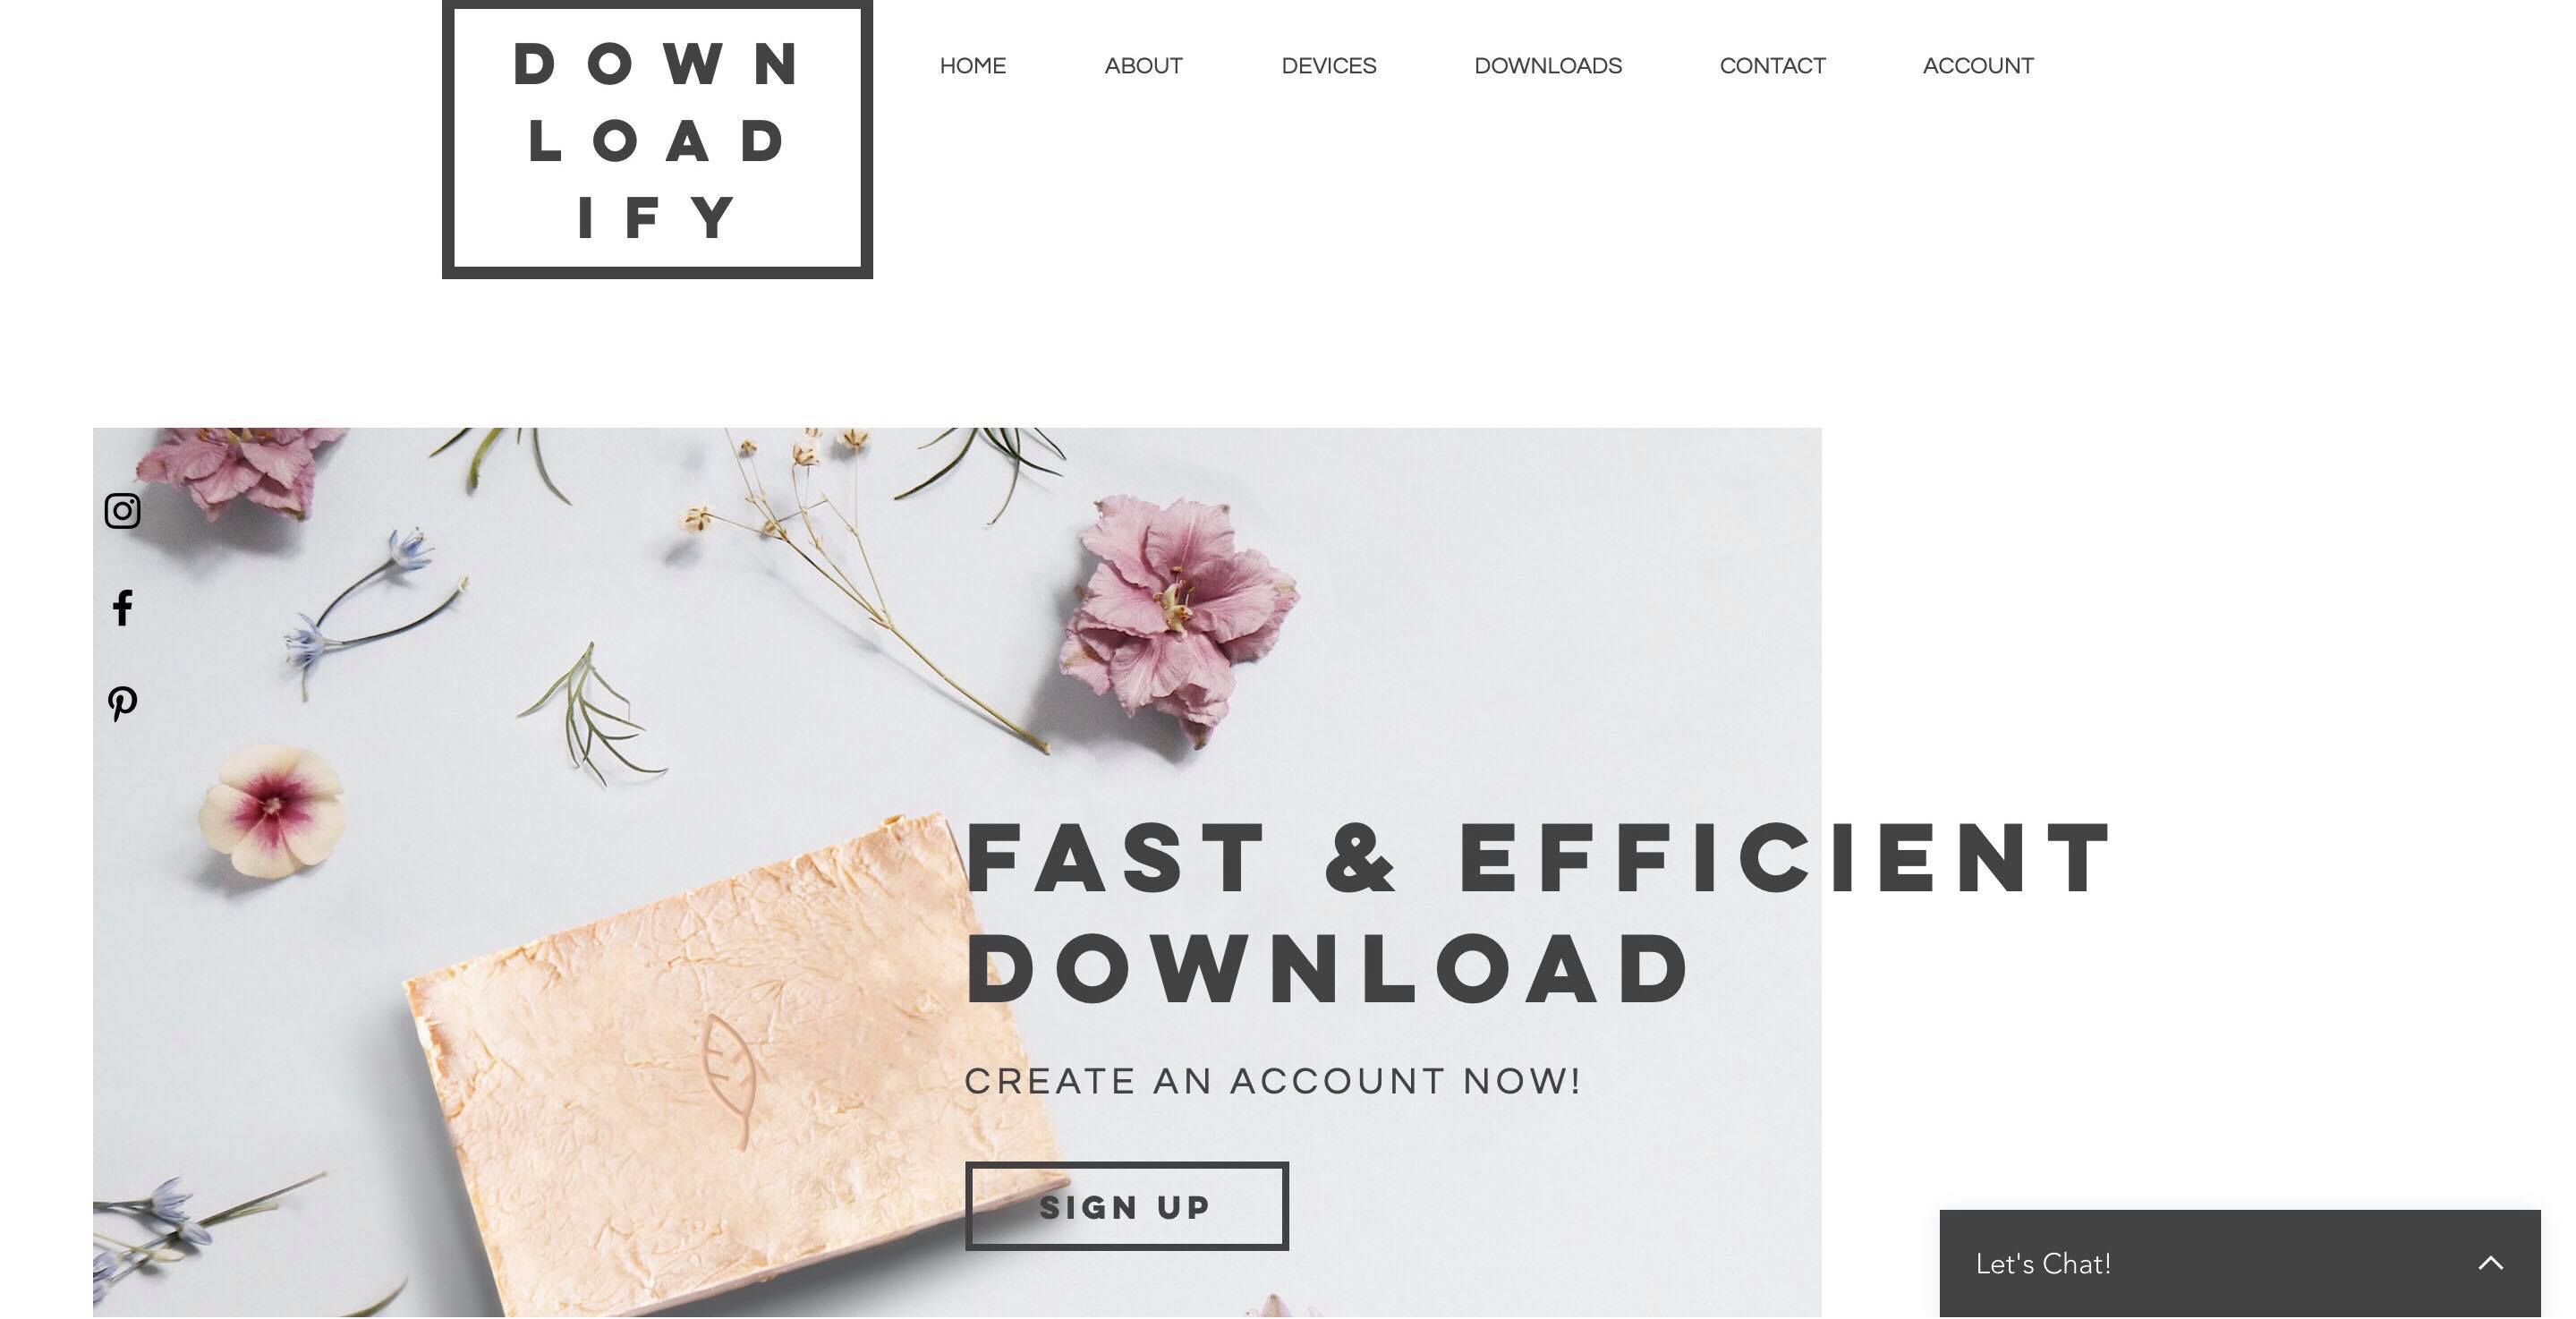 DOWN
LOAD
IFY
HOME ABOUT DEVICES DOWNLOADS CONTACT ACCOUNT
FAST & EFFICIENT
DOWNLOAD
CREATE AN ACCOUNT NOW!
SIGN UP
Let's Chat!